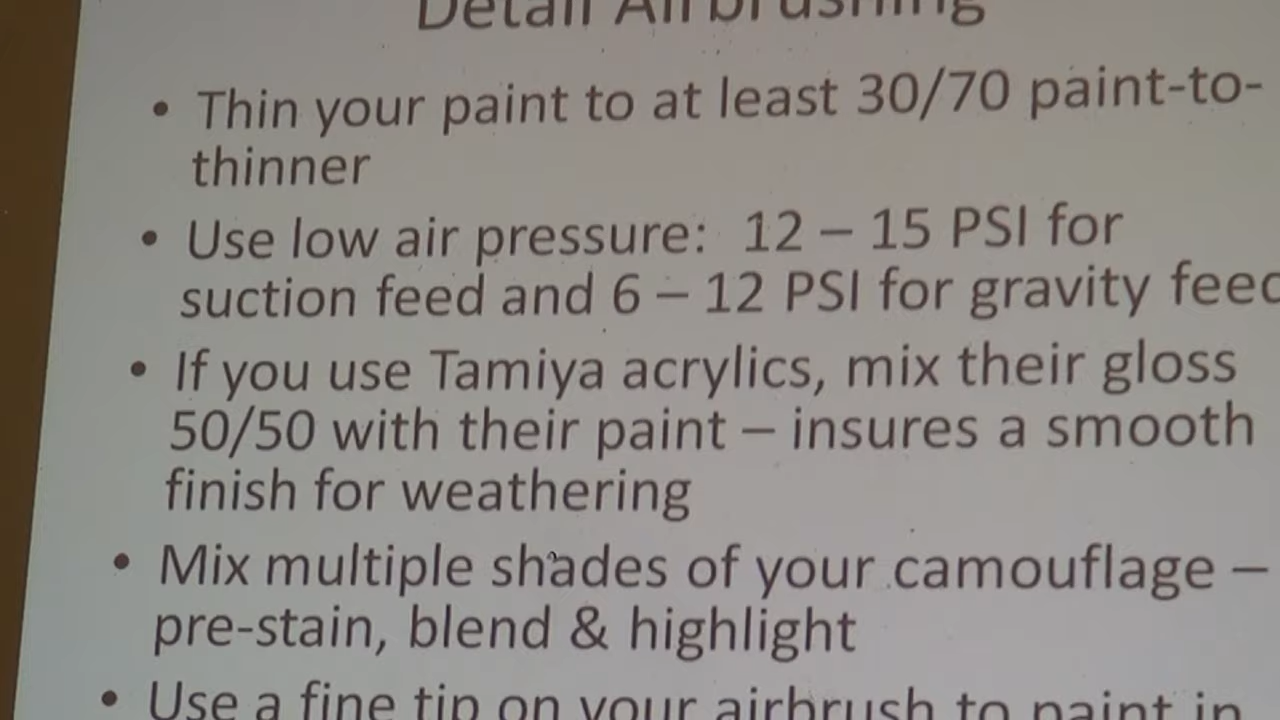 Detail Airbrushing
• Thin your paint to at least 30/70 paint-to-
thinner
• Use low air pressure:  12 – 15 PSI for
suction feed and 6 – 12 PSI for gravity feed
• If you use Tamiya acrylics, mix their gloss
50/50 with their paint – insures a smooth
finish for weathering
• Mix multiple shades of your camouflage –
pre-stain, blend & highlight
• Use a fine tip on your airbrush to paint in